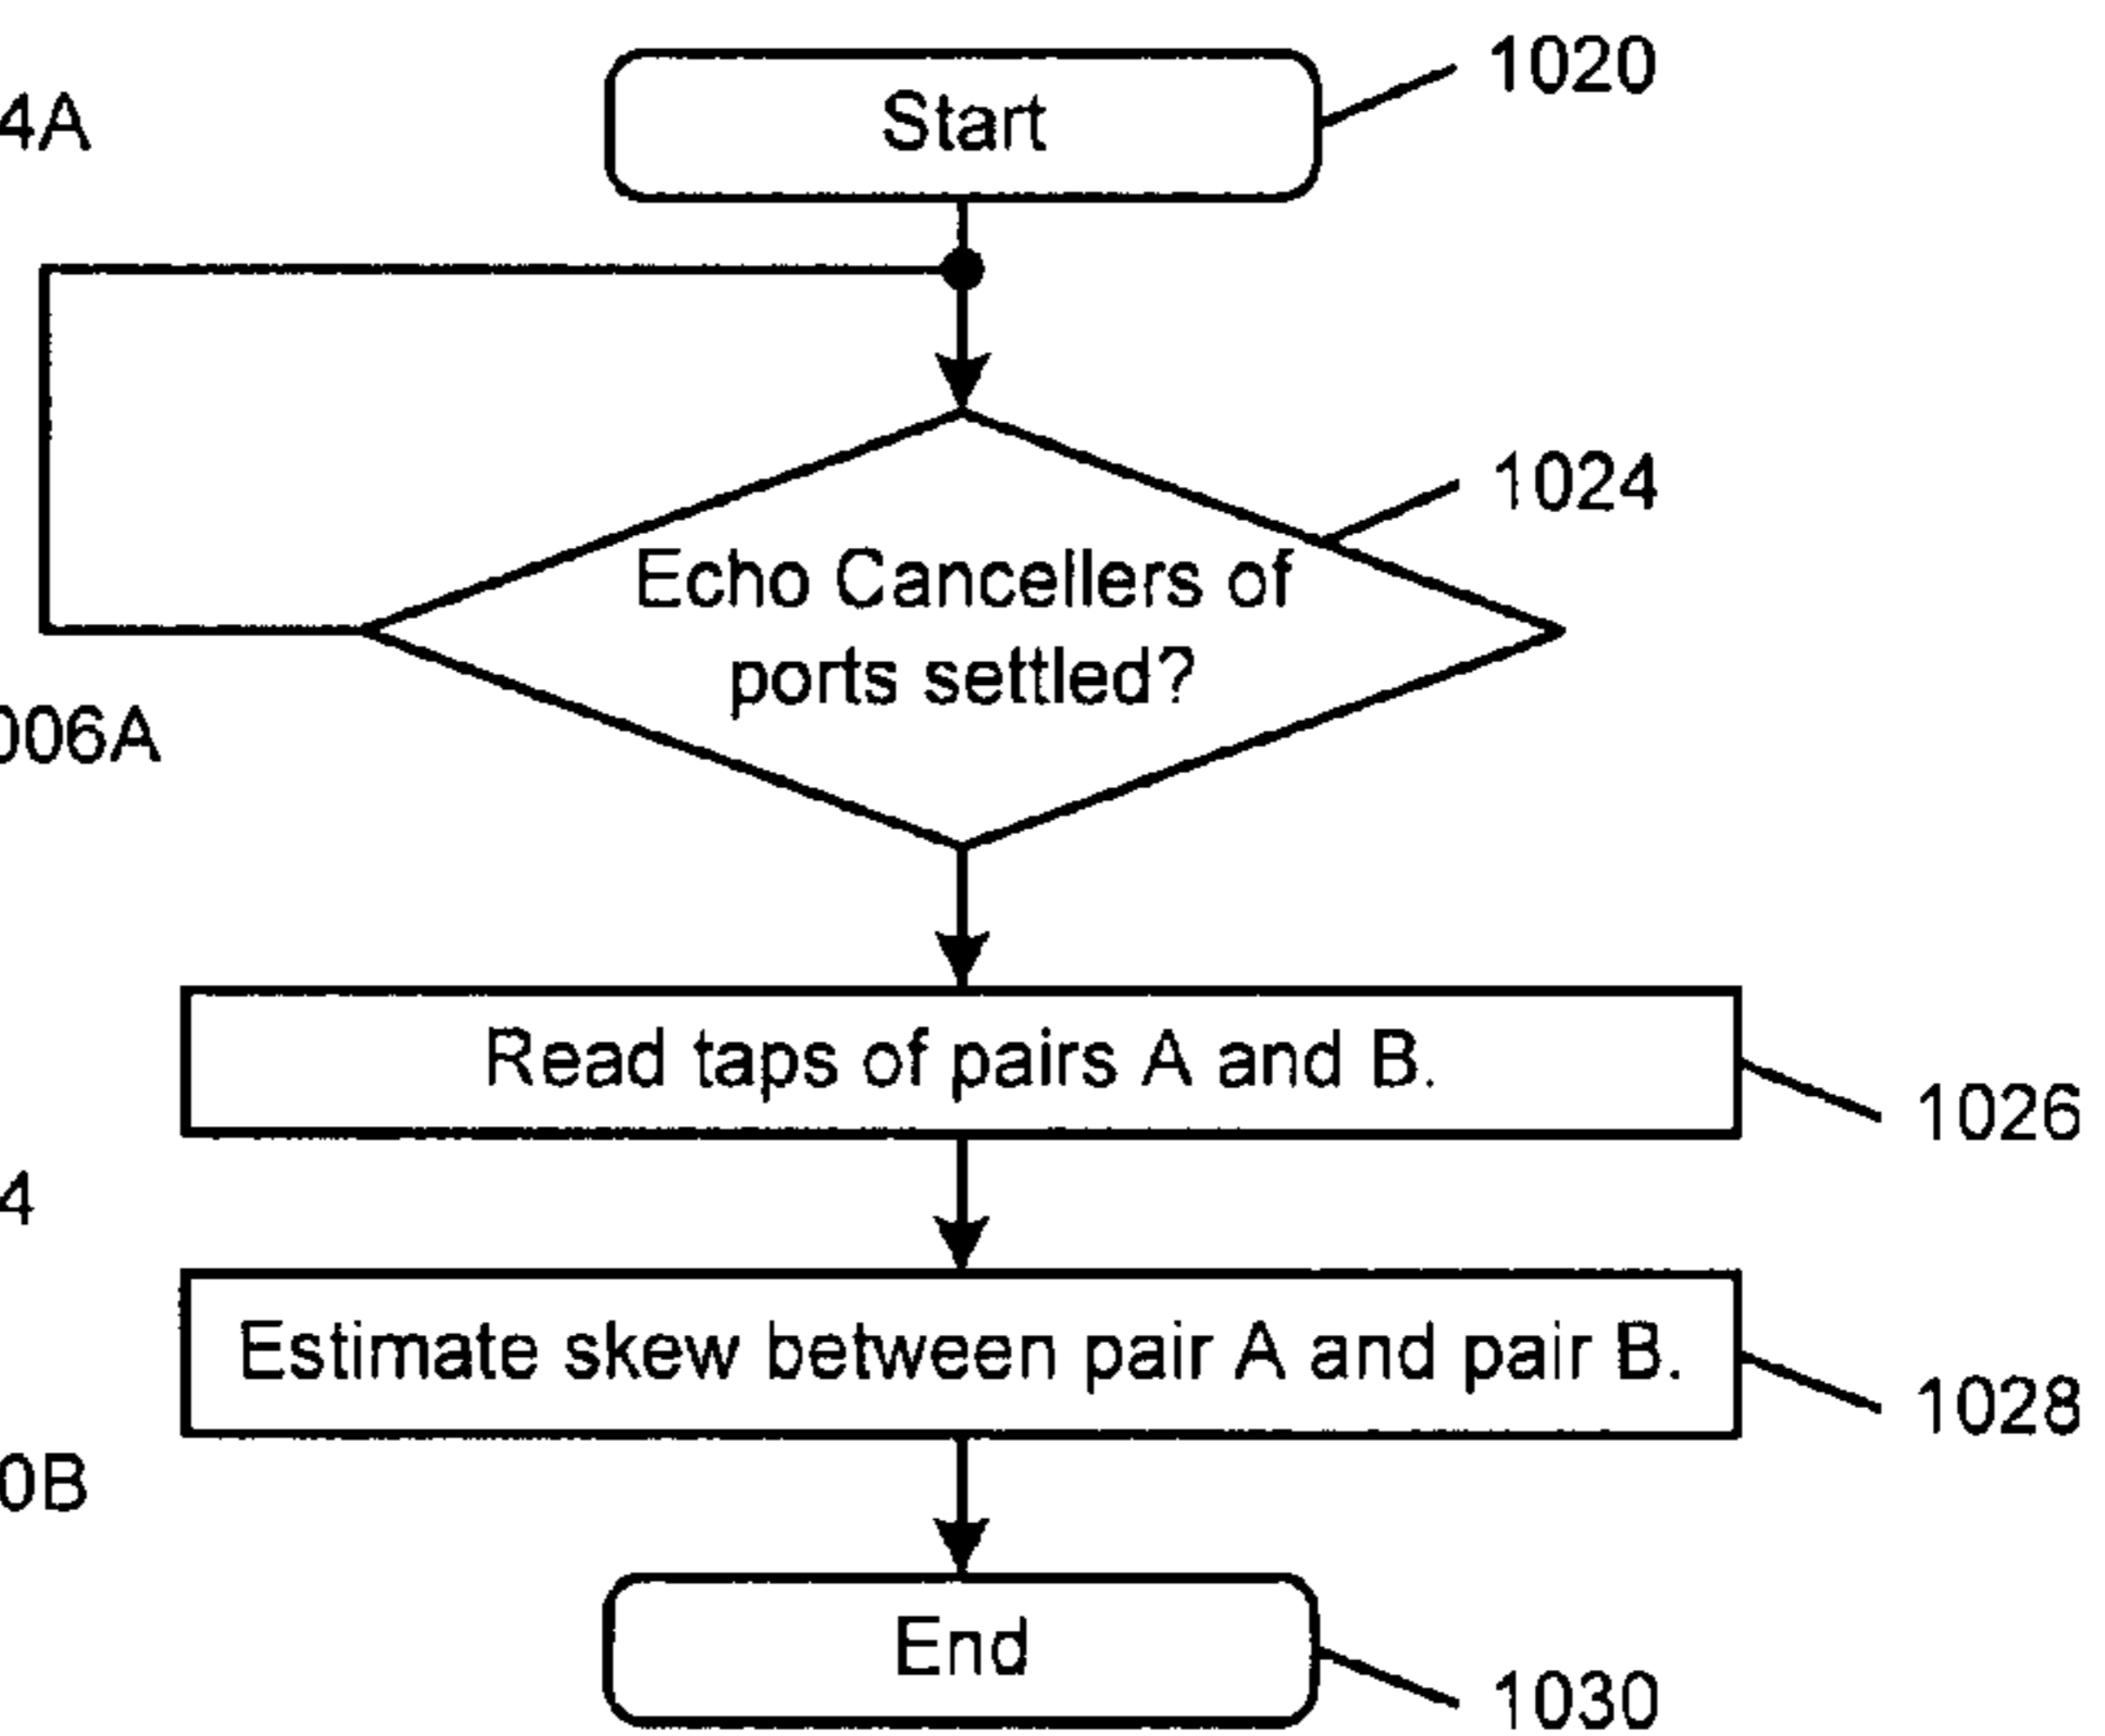 1020
Start
4A
1024
Echo Cancellers of
ports settled?
006A
Read taps of pairs A and B.
1026
4
Estimate skew between pair A and pair B.
1028
0B
End
1030